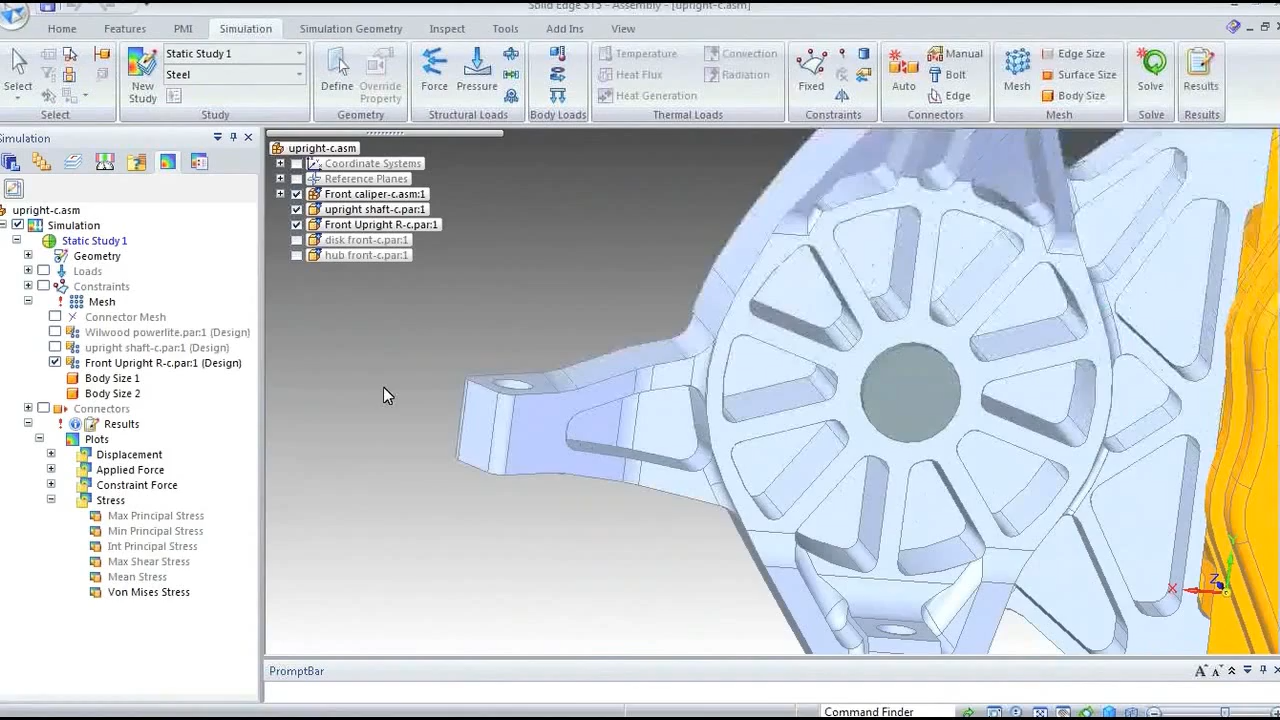 Solid Edge ST5 - Assembly - [upright-c.asm]
Home Features PMI Simulation Simulation Geometry Inspect Tools Add Ins View
Select
Select
New Study
Static Study 1
Steel
Study
Define
Override Property
Geometry
Force
Pressure
Structural Loads
Body Loads
Temperature
Convection
Heat Flux
Radiation
Heat Generation
Thermal Loads
Fixed
Constraints
Auto
Manual
Bolt
Edge
Connectors
Mesh
Edge Size
Surface Size
Body Size
Mesh
Solve
Solve
Results
Results
Simulation
upright-c.asm
Simulation
Static Study 1
Geometry
Loads
Constraints
Mesh
Connector Mesh
Wilwood powerlite.par:1 (Design)
upright shaft-c.par:1 (Design)
Front Upright R-c.par:1 (Design)
Body Size 1
Body Size 2
Connectors
Results
Plots
Displacement
Applied Force
Constraint Force
Stress
Max Principal Stress
Min Principal Stress
Int Principal Stress
Max Shear Stress
Mean Stress
Von Mises Stress
upright-c.asm
Coordinate Systems
Reference Planes
Front caliper-c.asm:1
upright shaft-c.par:1
Front Upright R-c.par:1
disk front-c.par:1
hub front-c.par:1
X
Z
PromptBar
A A
Command Finder